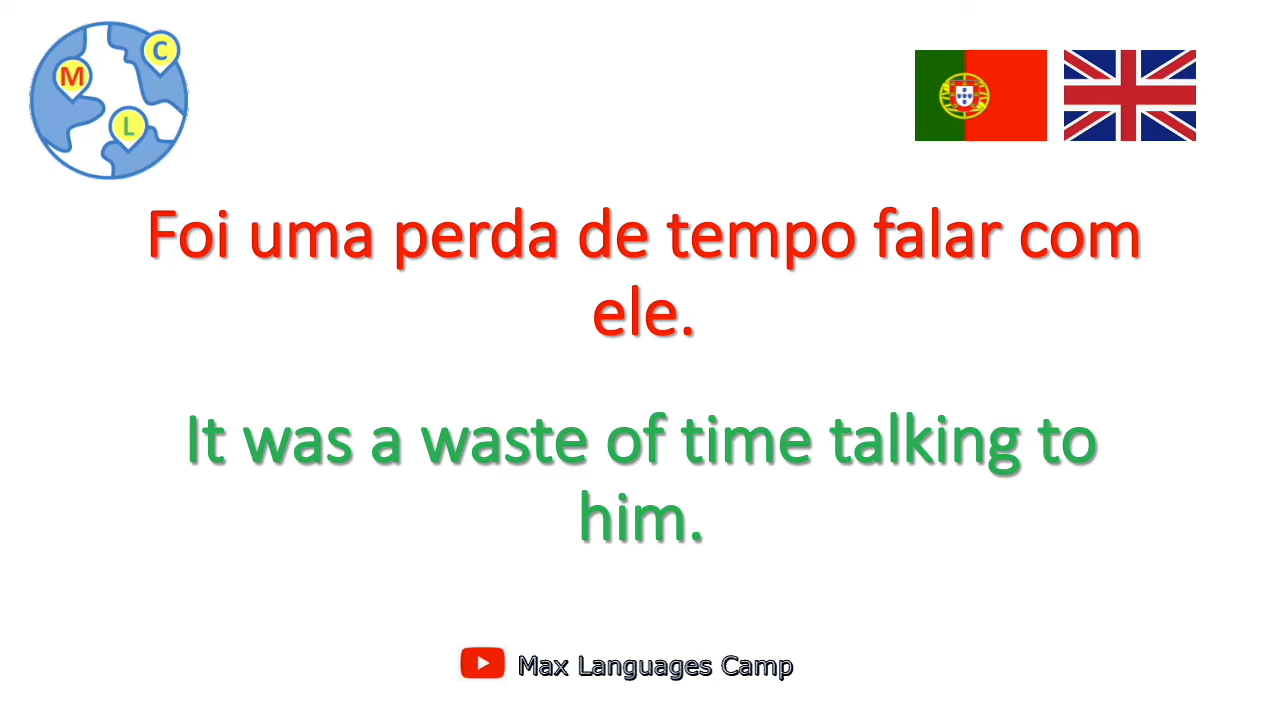 M
C
L
Foi uma perda de tempo falar com
ele.
It was a waste of time talking to
him.
Max Languages Camp